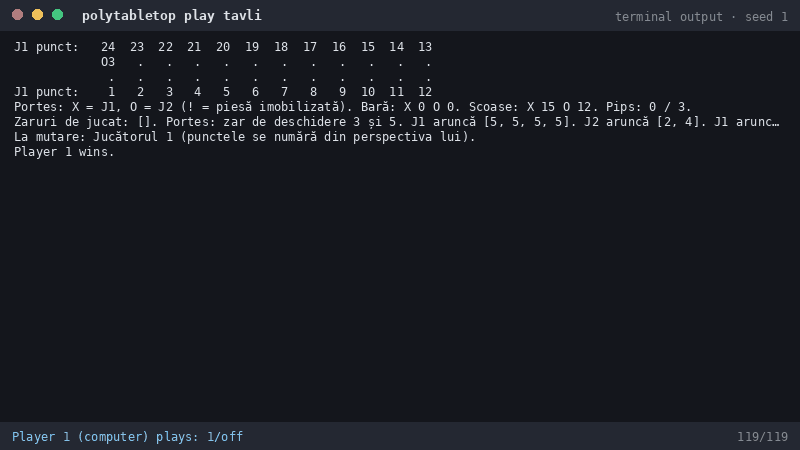 polytabletop play tavli
terminal output · seed 1
J1 punct: 24 23 22 21 20 19 18 17 16 15 14 13
O3 . . . . . . . . . . .
. . . . . . . . . . . .
J1 punct: 1 2 3 4 5 6 7 8 9 10 11 12
Portes: X = J1, O = J2 (! = piesă imobilizată). Bară: X 0 O 0. Scoase: X 15 O 12. Pips: 0 / 3.
Zaruri de jucat: []. Portes: zar de deschidere 3 și 5. J1 aruncă [5, 5, 5, 5]. J2 aruncă [2, 4]. J1 arunc…
La mutare: Jucătorul 1 (punctele se numără din perspectiva lui).
Player 1 wins.
Player 1 (computer) plays: 1/off
119/119